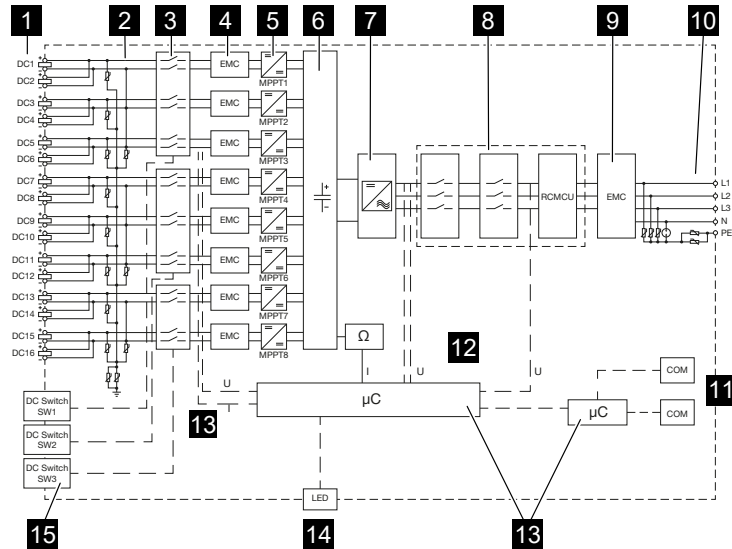 1 2 3 4 5 6 7 8 9 10
DC1 + - EMC MPPT1
DC2 + -
DC3 + - EMC MPPT2
DC4 + -
DC5 + - EMC MPPT3
DC6 + -
DC7 + - EMC MPPT4
DC8 + -
DC9 + - EMC MPPT5
DC10 + -
DC11 + - EMC MPPT6
DC12 + -
DC13 + - EMC MPPT7
DC14 + -
DC15 + - EMC MPPT8
DC16 + -
+
-
RCMCU
EMC
L1
L2
L3
N
PE
Ω
U I U 12 U
DC Switch
SW1
DC Switch
SW2
DC Switch
SW3
13
µC
µC
COM
COM
11
LED
15 14 13